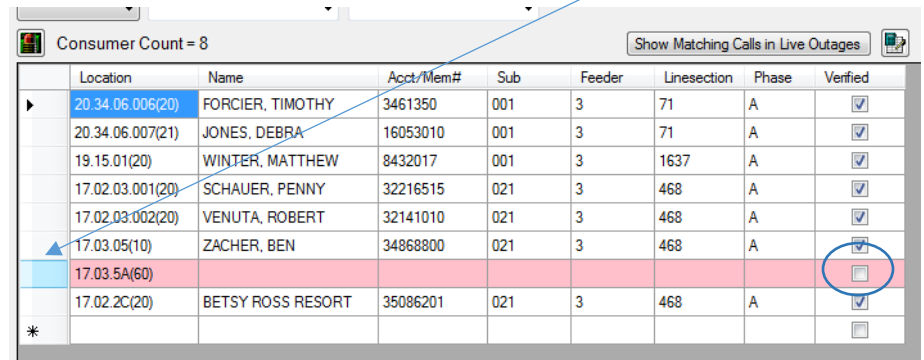 Consumer Count = 8 Show Matching Calls in Live Outages
Location Name Acct/Mem# Sub Feeder Linesection Phase Verified
20.34.06.006(20) FORCIER, TIMOTHY 3461350 001 3 71 A
20.34.06.007(21) JONES, DEBRA 16053010 001 3 71 A
19.15.01(20) WINTER, MATTHEW 8432017 001 3 1637 A
17.02.03.001(20) SCHAUER, PENNY 32216515 021 3 468 A
17.02.03.002(20) VENUTA, ROBERT 32141010 021 3 468 A
17.03.05(10) ZACHER, BEN 34868800 021 3 468 A
17.03.5A(60)
17.02.2C(20) BETSY ROSS RESORT 35086201 021 3 468 A